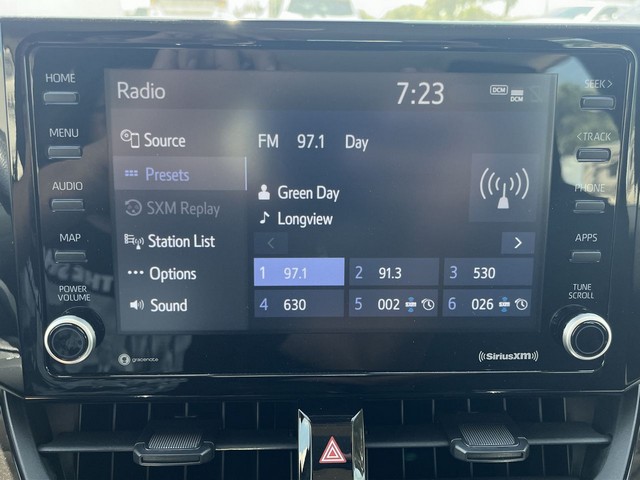 HOME
MENU
AUDIO
MAP
POWER
VOLUME
Radio
7:23
DCM
DCM
Source
Presets
SXM Replay
Station List
Options
Sound
FM 97.1 Day
Green Day
Longview
<
>
1 97.1
2 91.3
3 530
4 630
5 002
6 026
SEEK >
< TRACK
PHONE
APPS
TUNE
SCROLL
gracenote
((SiriusXM))